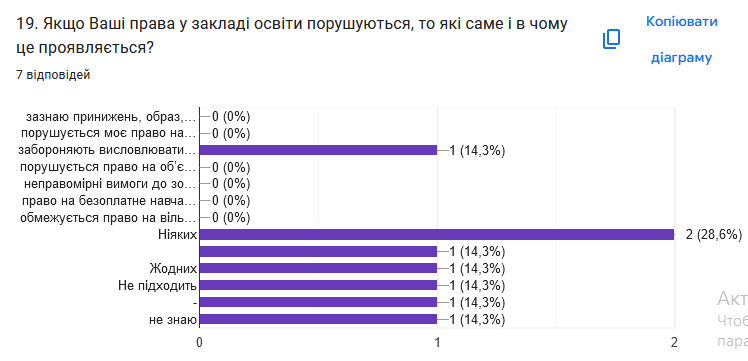 19. Якщо Ваші права у закладі освіти порушуються, то які саме і в чому
це проявляється?
Копіювати
діаграму
7 відповідей
зазнаю принижень, образ,... 0 (0%)
порушується моє право на... 0 (0%)
забороняють висловлювати... 1 (14,3%)
порушується право на об'є... 0 (0%)
неправомірні вимоги до зо... 0 (0%)
право на безоплатне навча... 0 (0%)
обмежується право на віль... 0 (0%)
Ніяких 2 (28,6%)
1 (14,3%)
Жодних 1 (14,3%)
Не підходить 1 (14,3%)
- 1 (14,3%)
не знаю 1 (14,3%)
0 1 2
Акт
Чтоб
пара